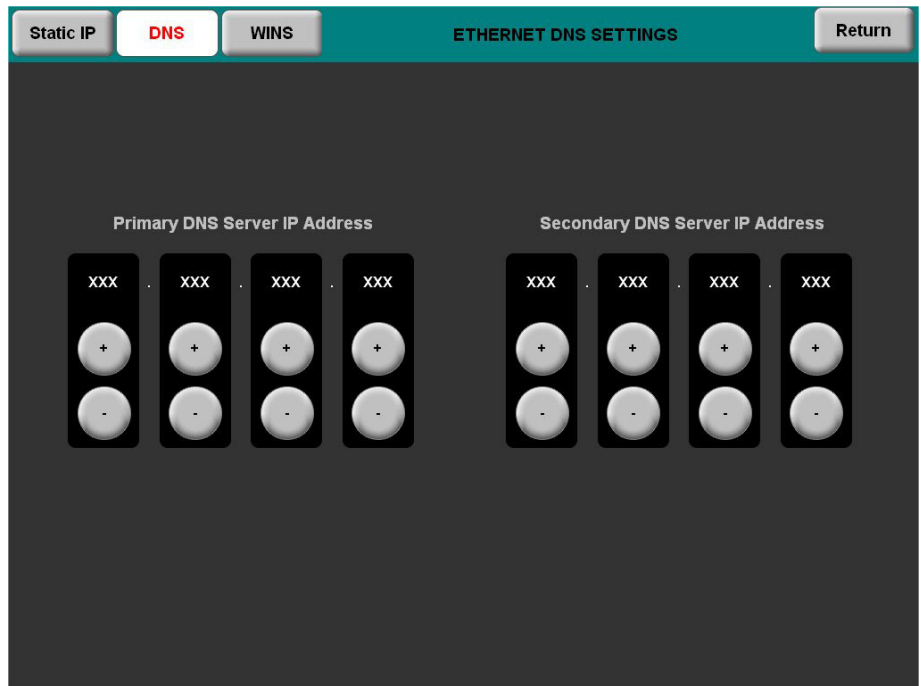 Static IP DNS WINS ETHERNET DNS SETTINGS Return
Primary DNS Server IP Address Secondary DNS Server IP Address
XXX . XXX . XXX . XXX XXX . XXX . XXX . XXX
+ + + + + + + +
- - - - - - - -